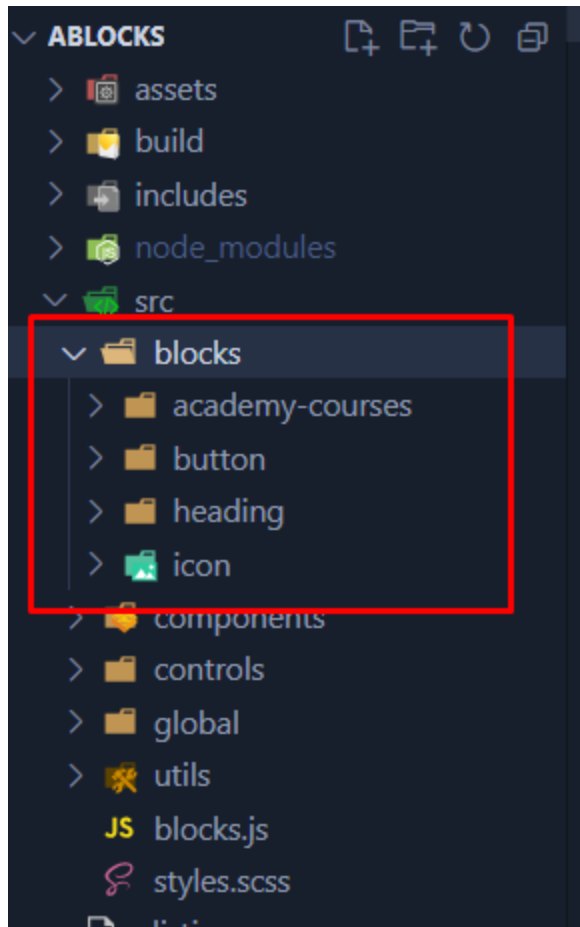 ABLOCKS
assets
build
includes
node_modules
src
blocks
academy-courses
button
heading
icon
components
controls
global
utils
JS blocks.js
styles.scss